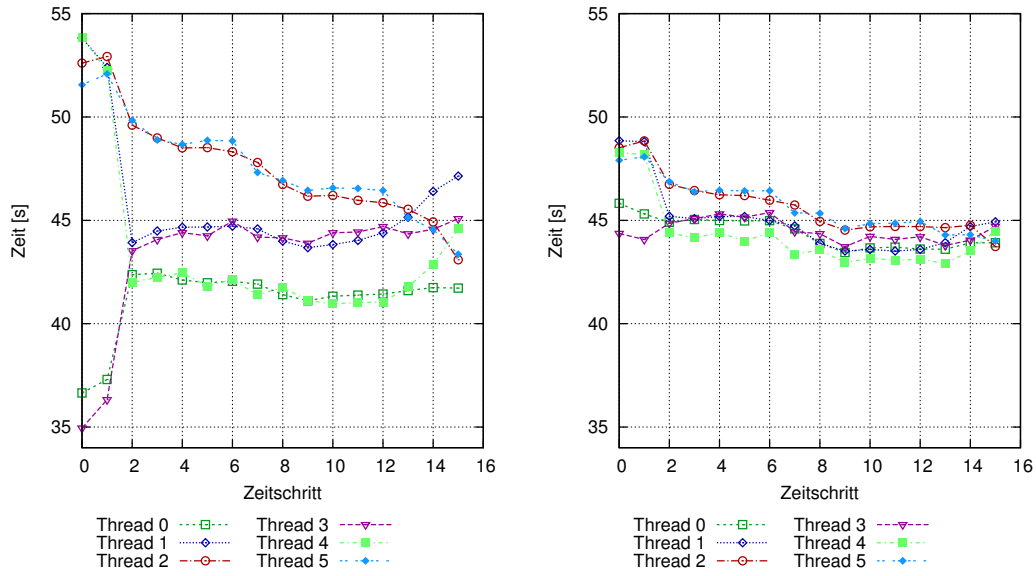 55
50
45
40
35
Zeit [s]
0 2 4 6 8 10 12 14 16
Zeitschritt
Thread 0 Thread 3
Thread 1 Thread 4
Thread 2 Thread 5
55
50
45
40
35
Zeit [s]
0 2 4 6 8 10 12 14 16
Zeitschritt
Thread 0 Thread 3
Thread 1 Thread 4
Thread 2 Thread 5